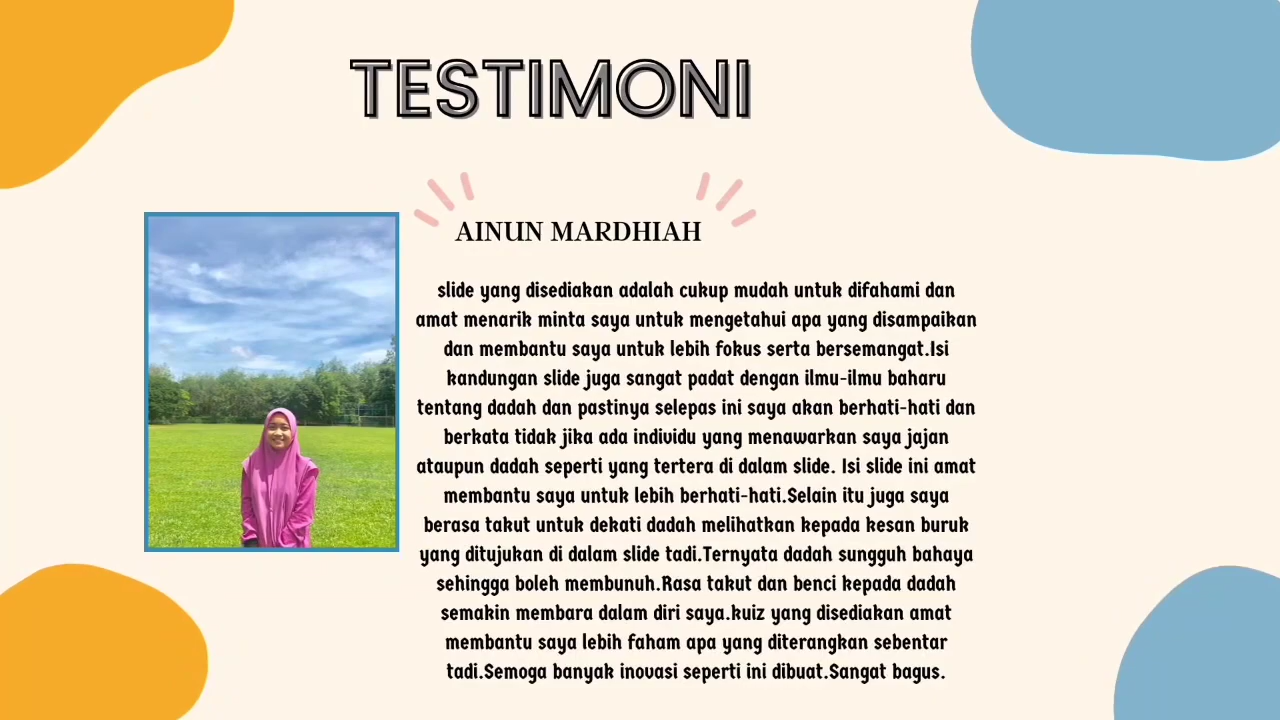 TESTIMONI
AINUN MARDHIAH
slide yang disediakan adalah cukup mudah untuk difahami dan
amat menarik minta saya untuk mengetahui apa yang disampaikan
dan membantu saya untuk lebih fokus serta bersemangat.Isi
kandungan slide juga sangat padat dengan ilmu-ilmu baharu
tentang dadah dan pastinya selepas ini saya akan berhati-hati dan
berkata tidak jika ada individu yang menawarkan saya jajan
ataupun dadah seperti yang tertera di dalam slide. Isi slide ini amat
membantu saya untuk lebih berhati-hati.Selain itu juga saya
berasa takut untuk dekati dadah melihatkan kepada kesan buruk
yang ditujukan di dalam slide tadi.Ternyata dadah sungguh bahaya
sehingga boleh membunuh.Rasa takut dan benci kepada dadah
semakin membara dalam diri saya.kuiz yang disediakan amat
membantu saya lebih faham apa yang diterangkan sebentar
tadi.Semoga banyak inovasi seperti ini dibuat.Sangat bagus.